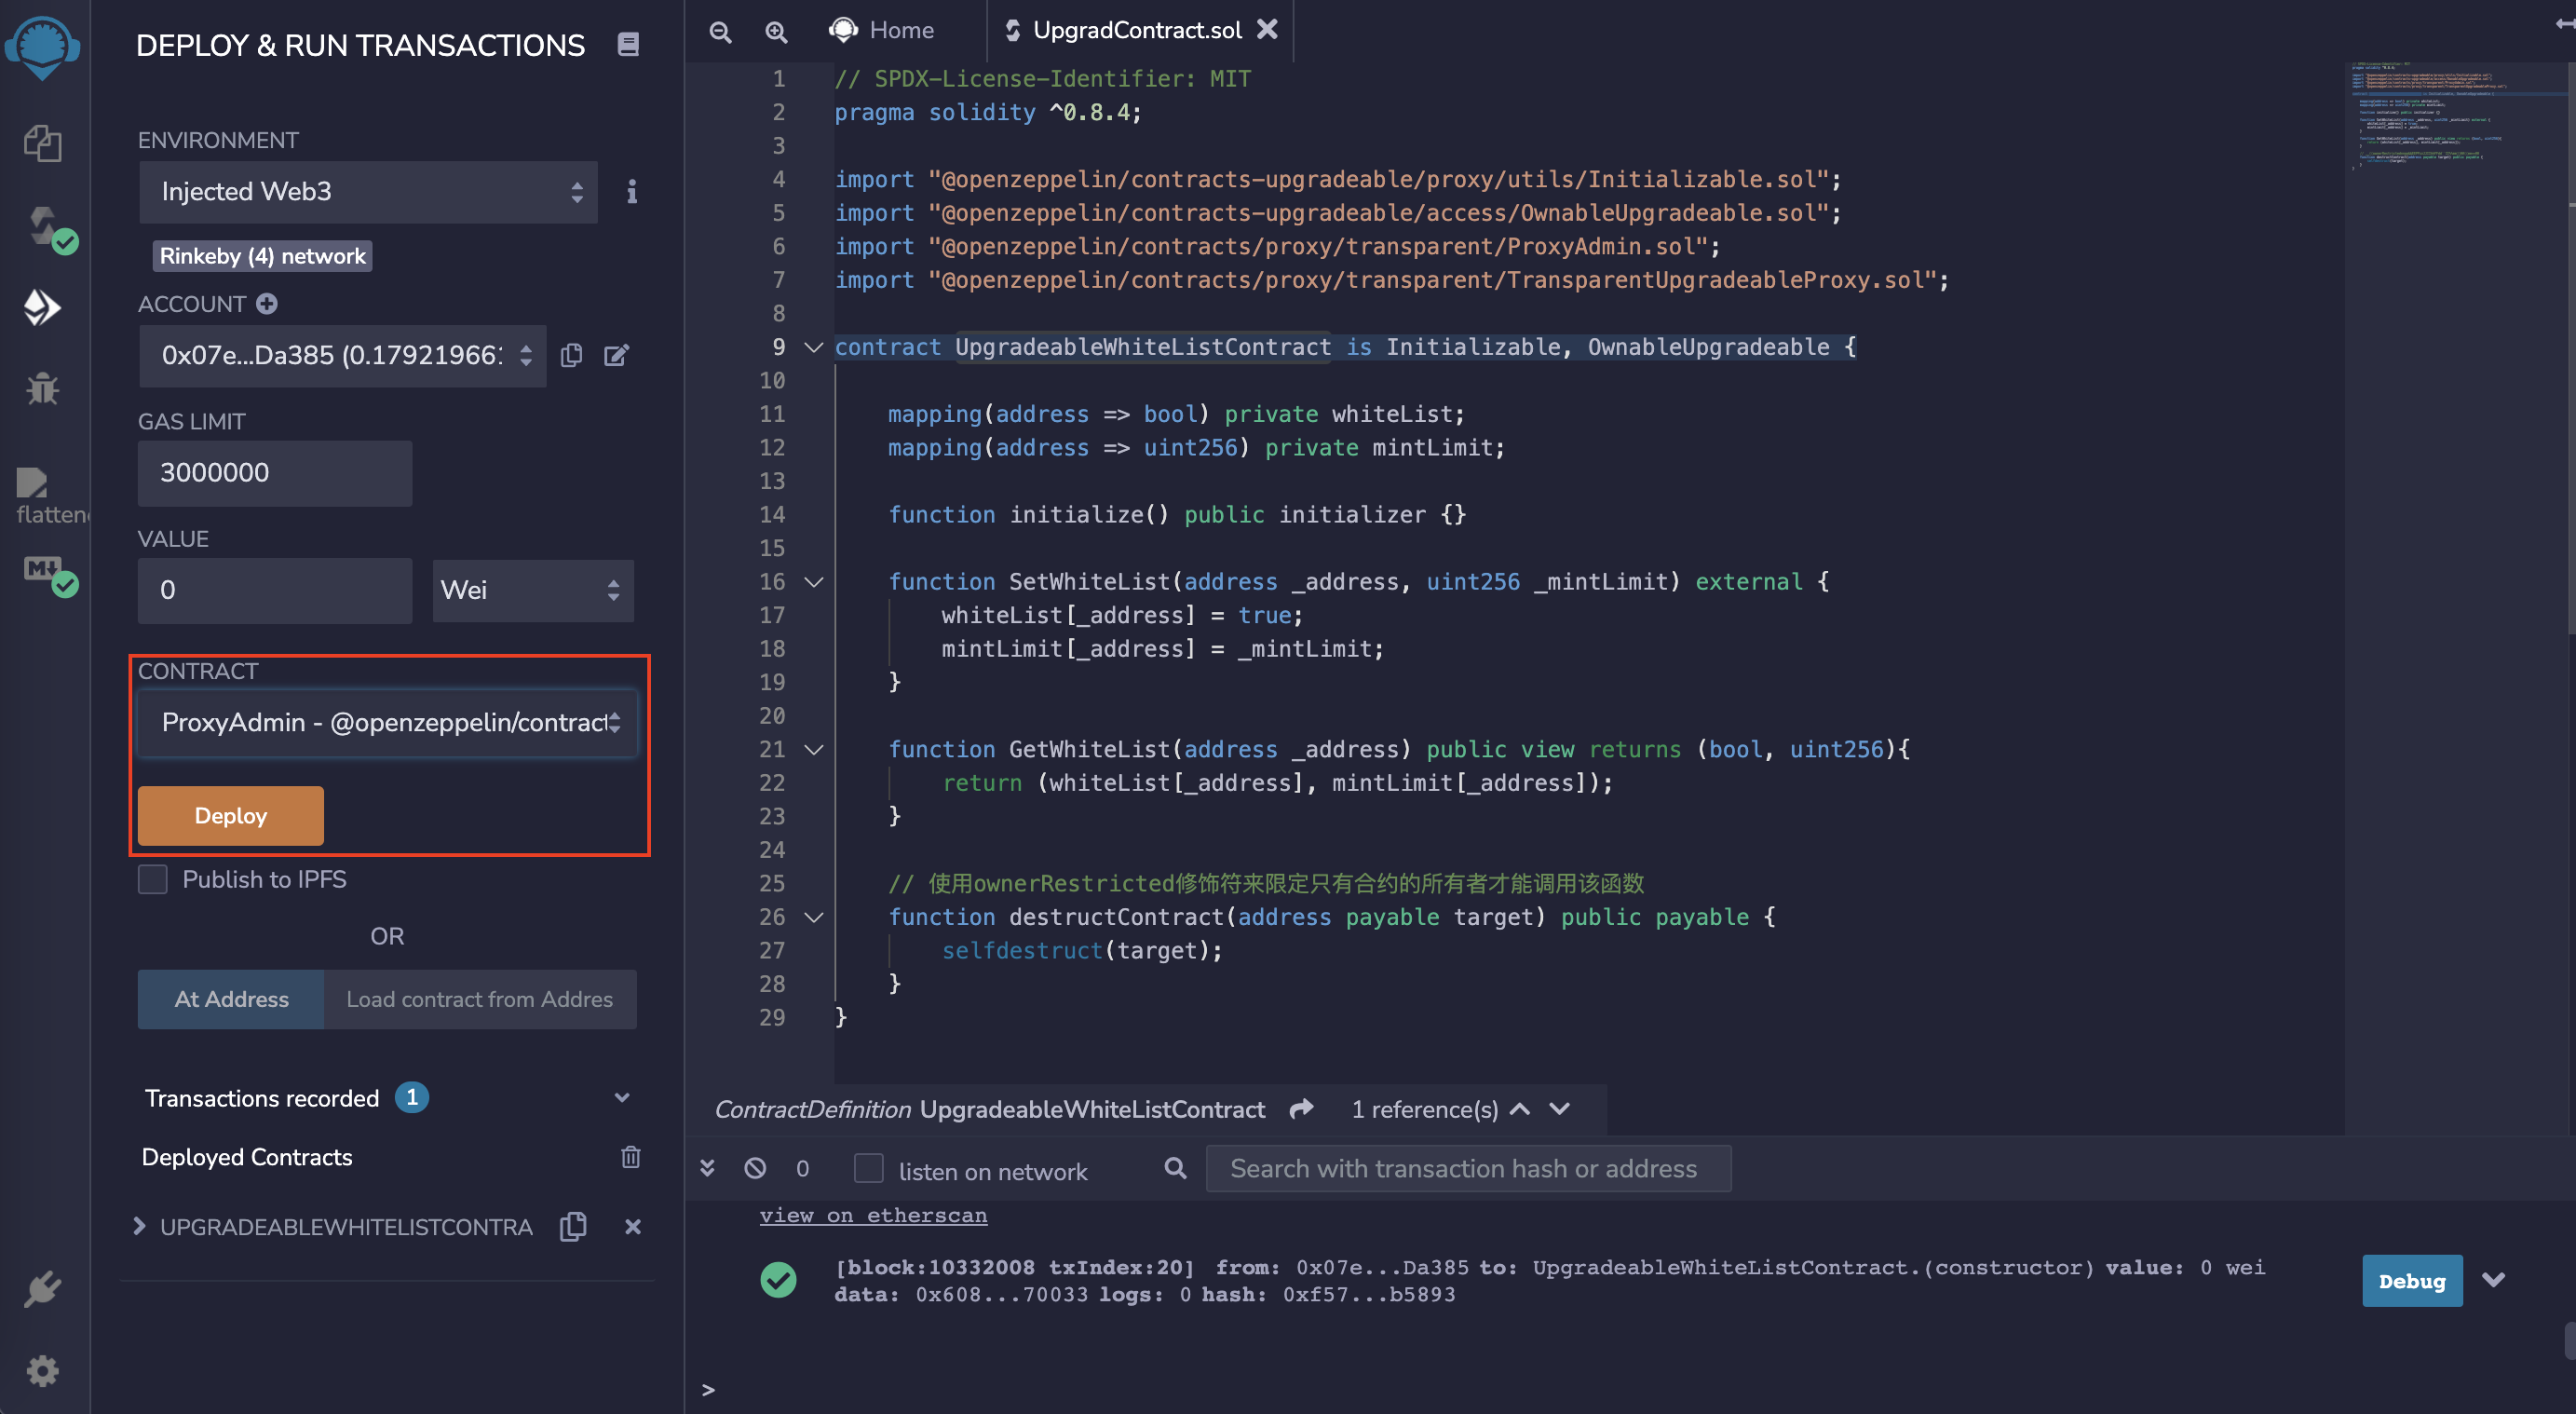 DEPLOY & RUN TRANSACTIONS
ENVIRONMENT
Injected Web3
Rinkeby (4) network
ACCOUNT
0x07e...Da385 (0.17921966:
GAS LIMIT
3000000
flattene
VALUE
0
Wei
CONTRACT
ProxyAdmin - @openzeppelin/contract
Deploy
Publish to IPFS
OR
At Address
Load contract from Addres
Transactions recorded 1
Deployed Contracts
UPGRADEABLEWHITELISTCONTRA
Home
UpgradContract.sol
1 // SPDX-License-Identifier: MIT
2 pragma solidity ^0.8.4;
3
4 import "@openzeppelin/contracts-upgradeable/proxy/utils/Initializable.sol";
5 import "@openzeppelin/contracts-upgradeable/access/OwnableUpgradeable.sol";
6 import "@openzeppelin/contracts/proxy/transparent/ProxyAdmin.sol";
7 import "@openzeppelin/contracts/proxy/transparent/TransparentUpgradeableProxy.sol";
8
9 contract UpgradeableWhiteListContract is Initializable, OwnableUpgradeable {
10
11 mapping(address => bool) private whiteList;
12 mapping(address => uint256) private mintLimit;
13
14 function initialize() public initializer {}
15
16 function SetWhiteList(address _address, uint256 _mintLimit) external {
17 whiteList[_address] = true;
18 mintLimit[_address] = _mintLimit;
19 }
20
21 function GetWhiteList(address _address) public view returns (bool, uint256){
22 return (whiteList[_address], mintLimit[_address]);
23 }
24
25 // 使用ownerRestricted修饰符来限定只有合约的所有者才能调用该函数
26 function destructContract(address payable target) public payable {
27 selfdestruct(target);
28 }
29 }
ContractDefinition UpgradeableWhiteListContract 1 reference(s)
0 listen on network
Search with transaction hash or address
view on etherscan
[block:10332008 txIndex:20] from: 0x07e...Da385 to: UpgradeableWhiteListContract.(constructor) value: 0 wei
data: 0x608...70033 logs: 0 hash: 0xf57...b5893
Debug
>